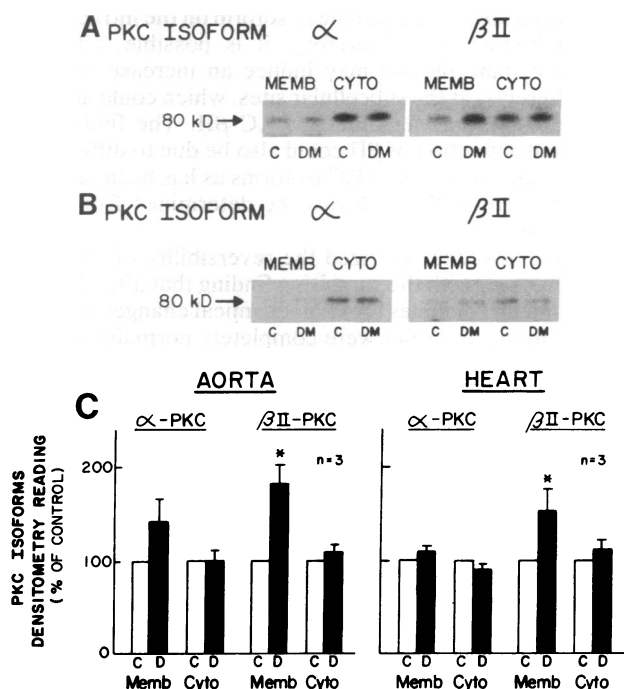 A PKC ISOFORM α βII
MEMB CYTO MEMB CYTO
80 kD
C DM C DM C DM C DM
B PKC ISOFORM α βII
MEMB CYTO MEMB CYTO
80 kD
C DM C DM C DM C DM
C
AORTA HEART
α-PKC βII-PKC α-PKC βII-PKC
* n=3 * n=3
PKC ISOFORMS
DENSITOMETRY READING
(% OF CONTROL)
200
100
0
C D C D C D C D C D C D C D C D
Memb Cyto Memb Cyto Memb Cyto Memb Cyto